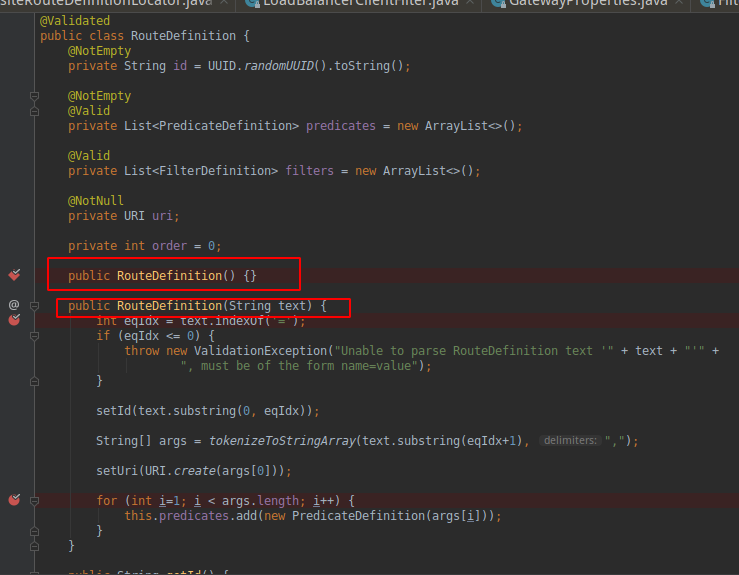 siteRouteDefinitionLocator.java LoadBalancerClientFilter.java GatewayProperties.java Filt
@Validated
public class RouteDefinition {
@NotEmpty
private String id = UUID.randomUUID().toString();
@NotEmpty
@Valid
private List<PredicateDefinition> predicates = new ArrayList<>();
@Valid
private List<FilterDefinition> filters = new ArrayList<>();
@NotNull
private URI uri;
private int order = 0;
public RouteDefinition() {}
@ public RouteDefinition(String text) {
int eqIdx = text.indexOf('=');
if (eqIdx <= 0) {
throw new ValidationException("Unable to parse RouteDefinition text '" + text + "'" +
", must be of the form name=value");
}
setId(text.substring(0, eqIdx));
String[] args = tokenizeToStringArray(text.substring(eqIdx+1), delimiters: ",");
setUri(URI.create(args[0]));
for (int i=1; i < args.length; i++) {
this.predicates.add(new PredicateDefinition(args[i]));
}
}
public String getId() {